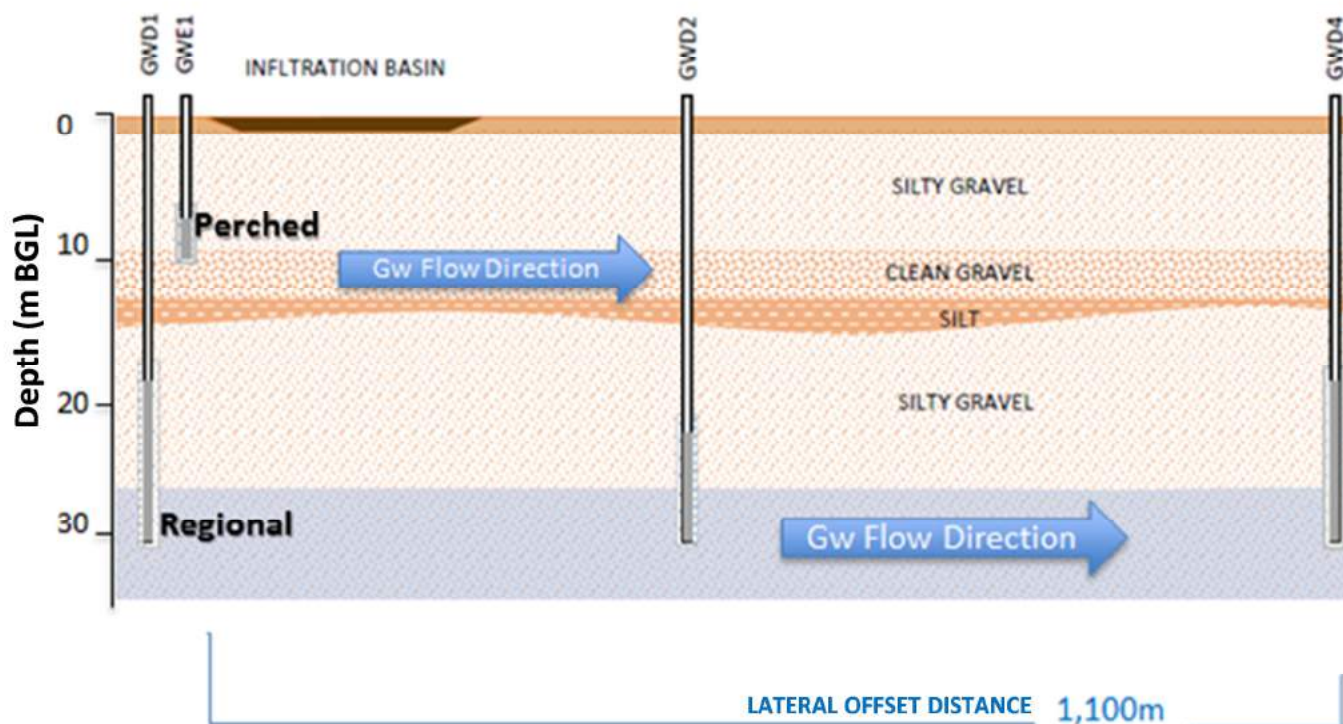 GWD1
GWE1
INFLTRATION BASIN
GWD2
GWD4
0
SILTY GRAVEL
Perched
10
Gw Flow Direction
CLEAN GRAVEL
SILT
Depth (m BGL)
20
SILTY GRAVEL
30
Regional
Gw Flow Direction
LATERAL OFFSET DISTANCE 1,100m